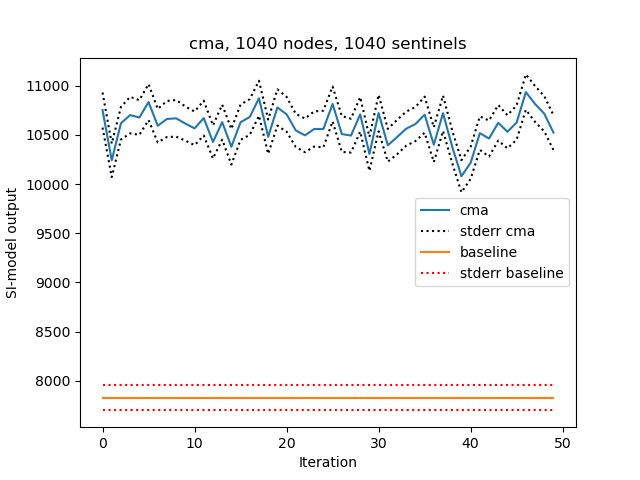 cma, 1040 nodes, 1040 sentinels
11000
10500
10000
9500
9000
8500
8000
SI-model output
cma
stderr cma
baseline
stderr baseline
0
10
20
30
40
50
Iteration